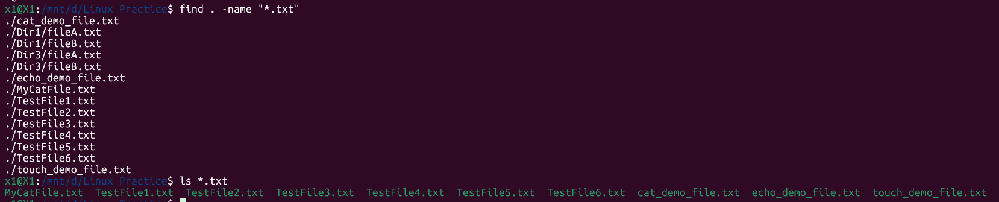 x1@X1:/mnt/d/Linux Practice$ find . -name "*.txt"
./cat_demo_file.txt
./Dir1/fileA.txt
./Dir1/fileB.txt
./Dir3/fileA.txt
./Dir3/fileB.txt
./echo_demo_file.txt
./MyCatFile.txt
./TestFile1.txt
./TestFile2.txt
./TestFile3.txt
./TestFile4.txt
./TestFile5.txt
./TestFile6.txt
./touch_demo_file.txt
x1@X1:/mnt/d/Linux Practice$ ls *.txt
MyCatFile.txt  TestFile1.txt  TestFile2.txt  TestFile3.txt  TestFile4.txt  TestFile5.txt  TestFile6.txt  cat_demo_file.txt  echo_demo_file.txt  touch_demo_file.txt